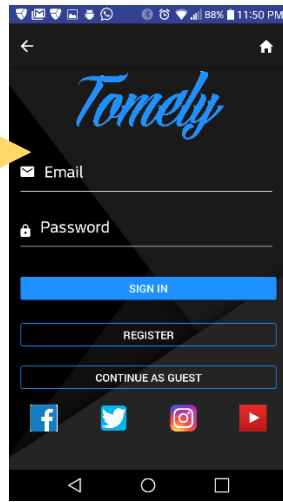 88% 11:50 PM
Tomely
Email
Password
SIGN IN
REGISTER
CONTINUE AS GUEST